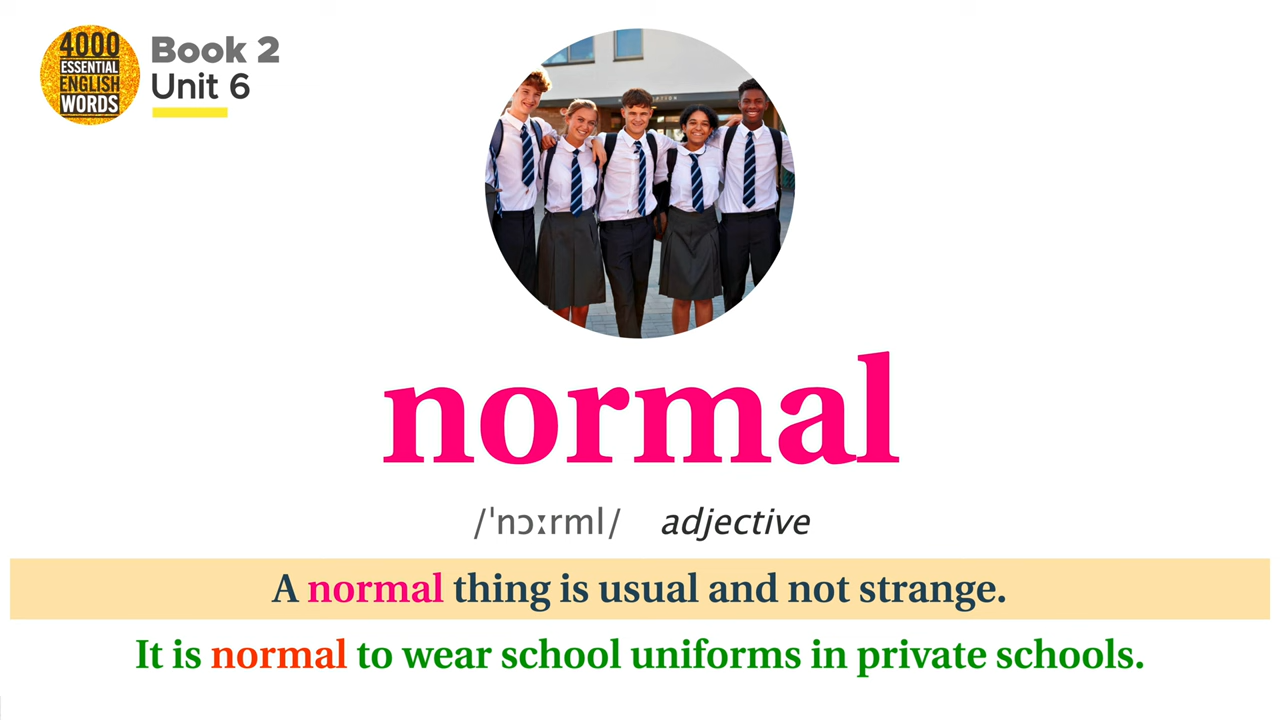 4000
ESSENTIAL
ENGLISH
WORDS
Book 2
Unit 6
normal
/ˈnɔːrml/ adjective
A normal thing is usual and not strange.
It is normal to wear school uniforms in private schools.